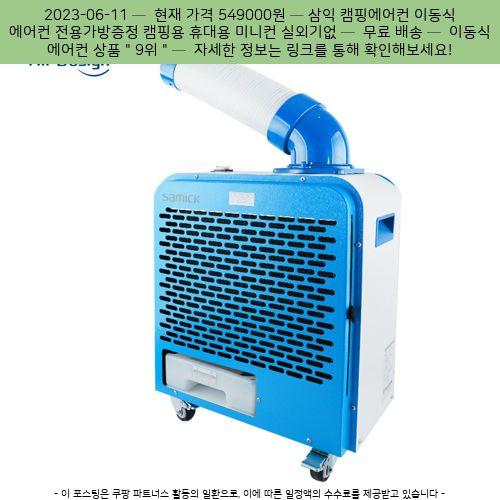 2023-06-11 ─ 현재 가격 549000원 ─ 삼익 캠핑에어컨 이동식
에어컨 전용가방증정 캠핑용 휴대용 미니컨 실외기없 ─ 무료 배송 ─ 이동식
에어컨 상품 " 9위 " ─ 자세한 정보는 링크를 통해 확인해보세요!
Air Design
samick
- 이 포스팅은 쿠팡 파트너스 활동의 일환으로, 이에 따른 일정액의 수수료를 제공받고 있습니다 -